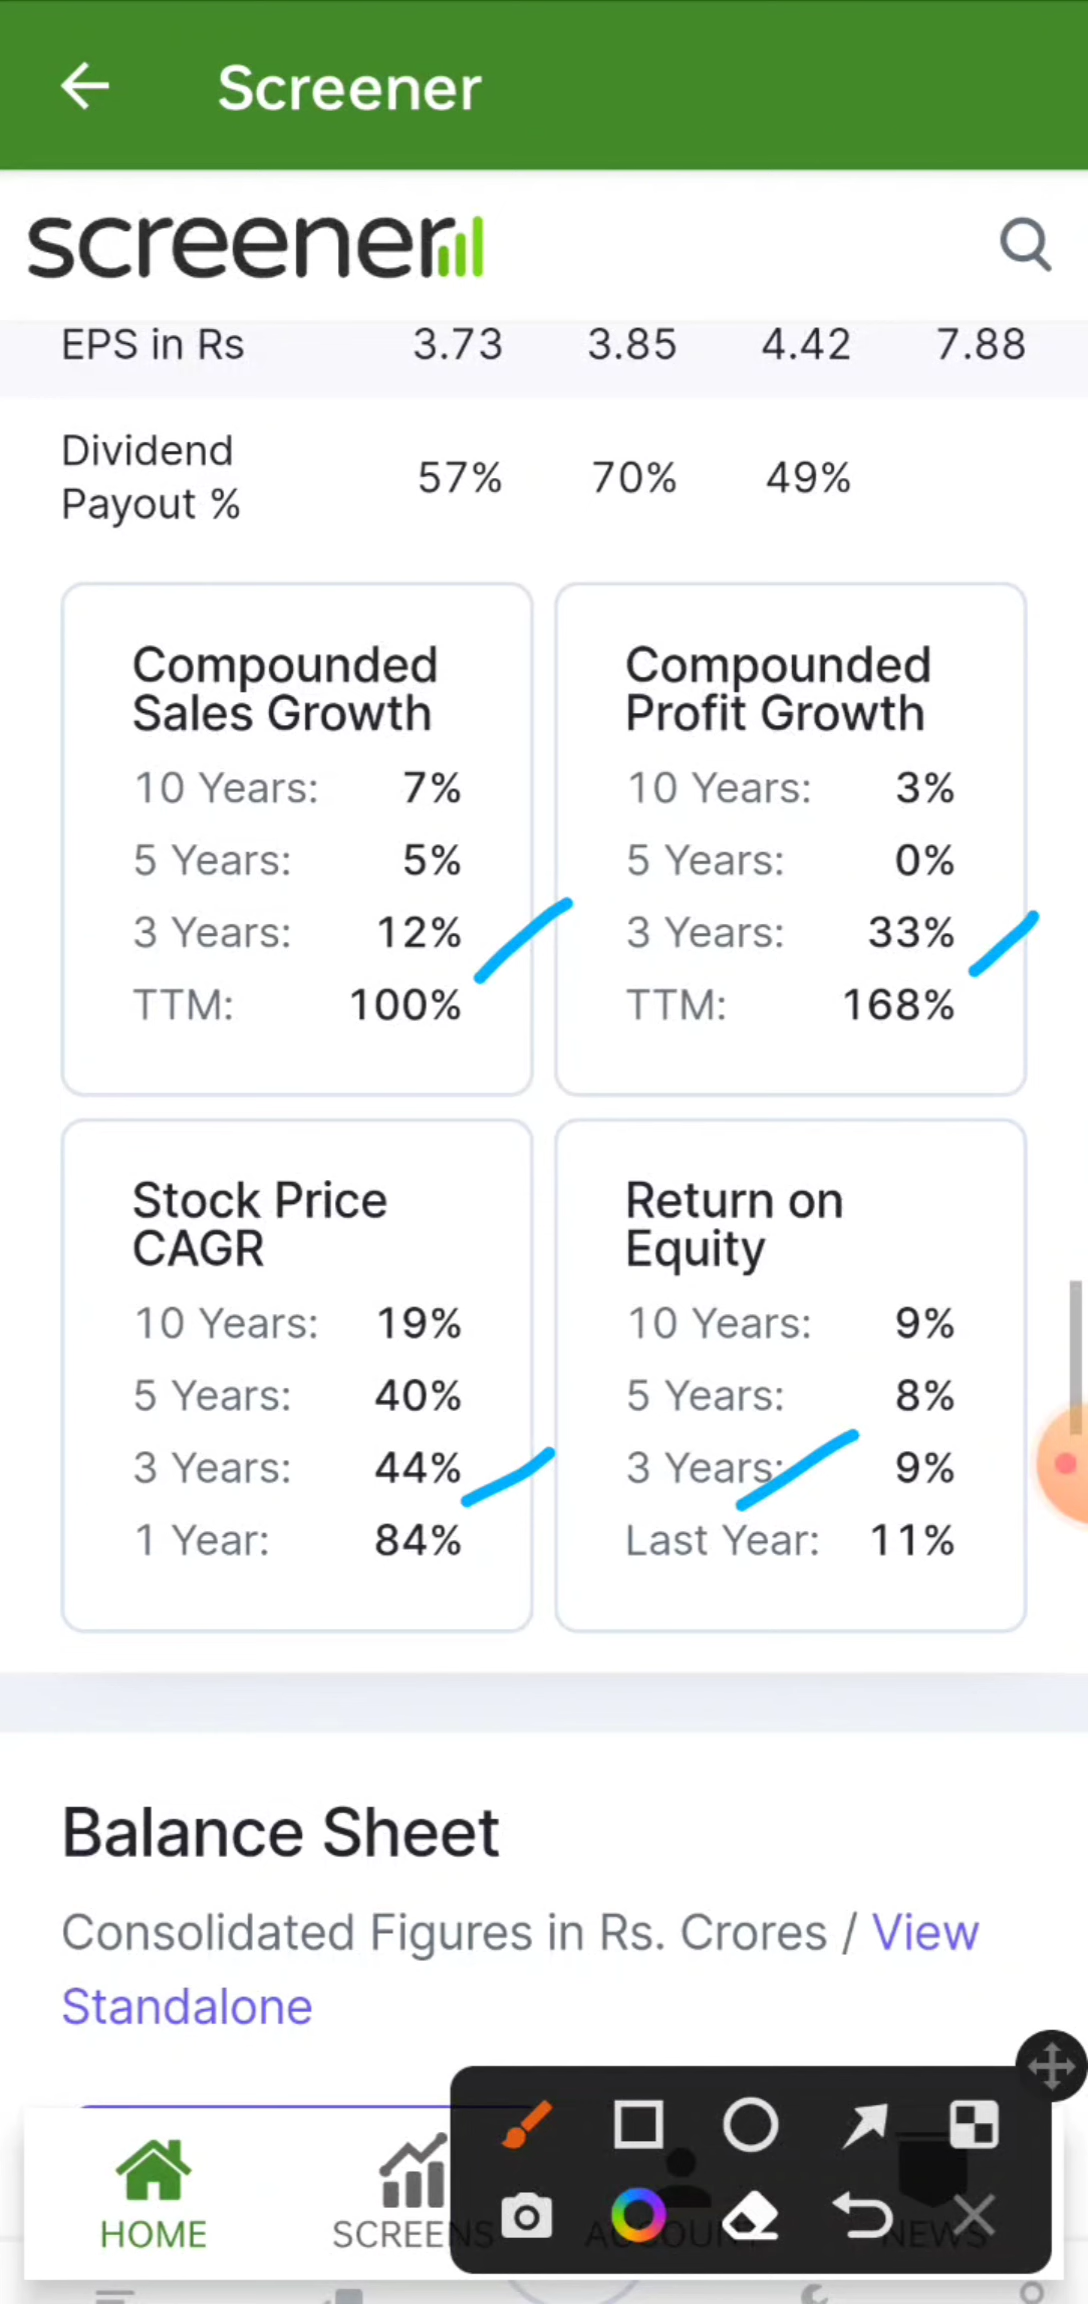 Screener
screener
EPS in Rs 3.73 3.85 4.42 7.88
Dividend
Payout % 57% 70% 49%
Compounded
Sales Growth
10 Years: 7%
5 Years: 5%
3 Years: 12%
TTM: 100%
Compounded
Profit Growth
10 Years: 3%
5 Years: 0%
3 Years: 33%
TTM: 168%
Stock Price
CAGR
10 Years: 19%
5 Years: 40%
3 Years: 44%
1 Year: 84%
Return on
Equity
10 Years: 9%
5 Years: 8%
3 Years: 9%
Last Year: 11%
Balance Sheet
Consolidated Figures in Rs. Crores / View
Standalone
HOME SCREENS ACCOUNT NEWS